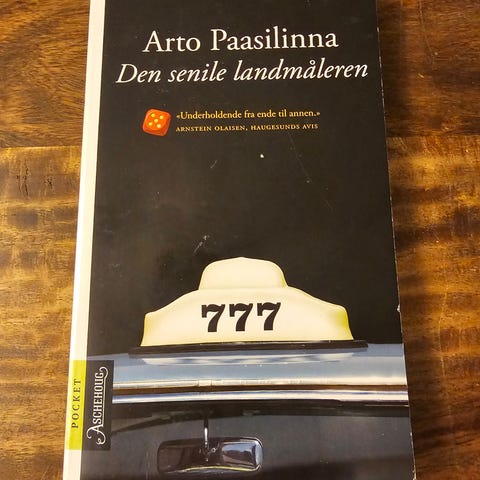 Arto Paasilinna
Den senile landmåleren
«Underholdende fra ende til annen.»
ARNSTEIN OLAISEN, HAUGESUNDS AVIS
777
POCKET
ASCHEHOUG